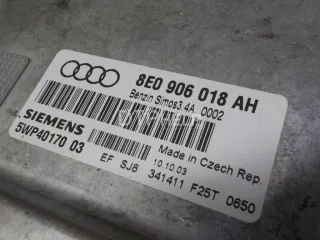 8E0 906 018 AH
Benzin Simos3 4A 0002
SIEMENS
5WP40170 03
Made in Czech Rep.
10.10.03
EF SJ8 341411 F25T 0650